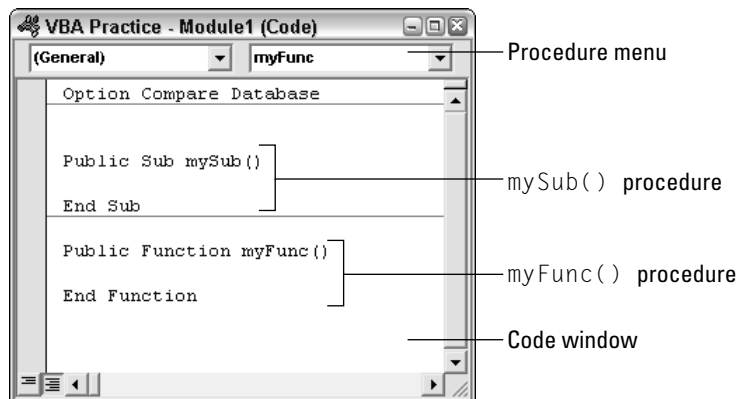 VBA Practice - Module1 (Code)
(General) myFunc
Procedure menu
Option Compare Database
Public Sub mySub()
mySub() procedure
End Sub
Public Function myFunc()
myFunc() procedure
End Function
Code window